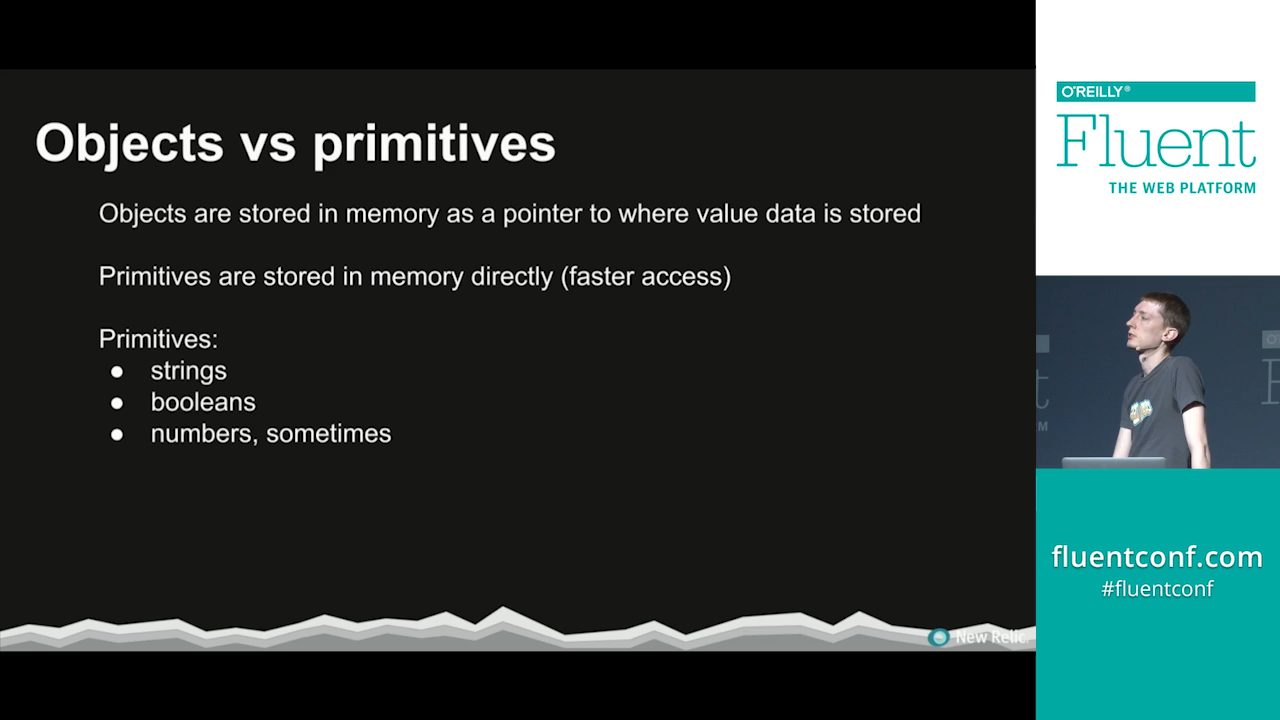 Objects vs primitives
Objects are stored in memory as a pointer to where value data is stored
Primitives are stored in memory directly (faster access)
Primitives:
● strings
● booleans
● numbers, sometimes
New Relic
O'REILLY®
Fluent
THE WEB PLATFORM
fluentconf.com
#fluentconf